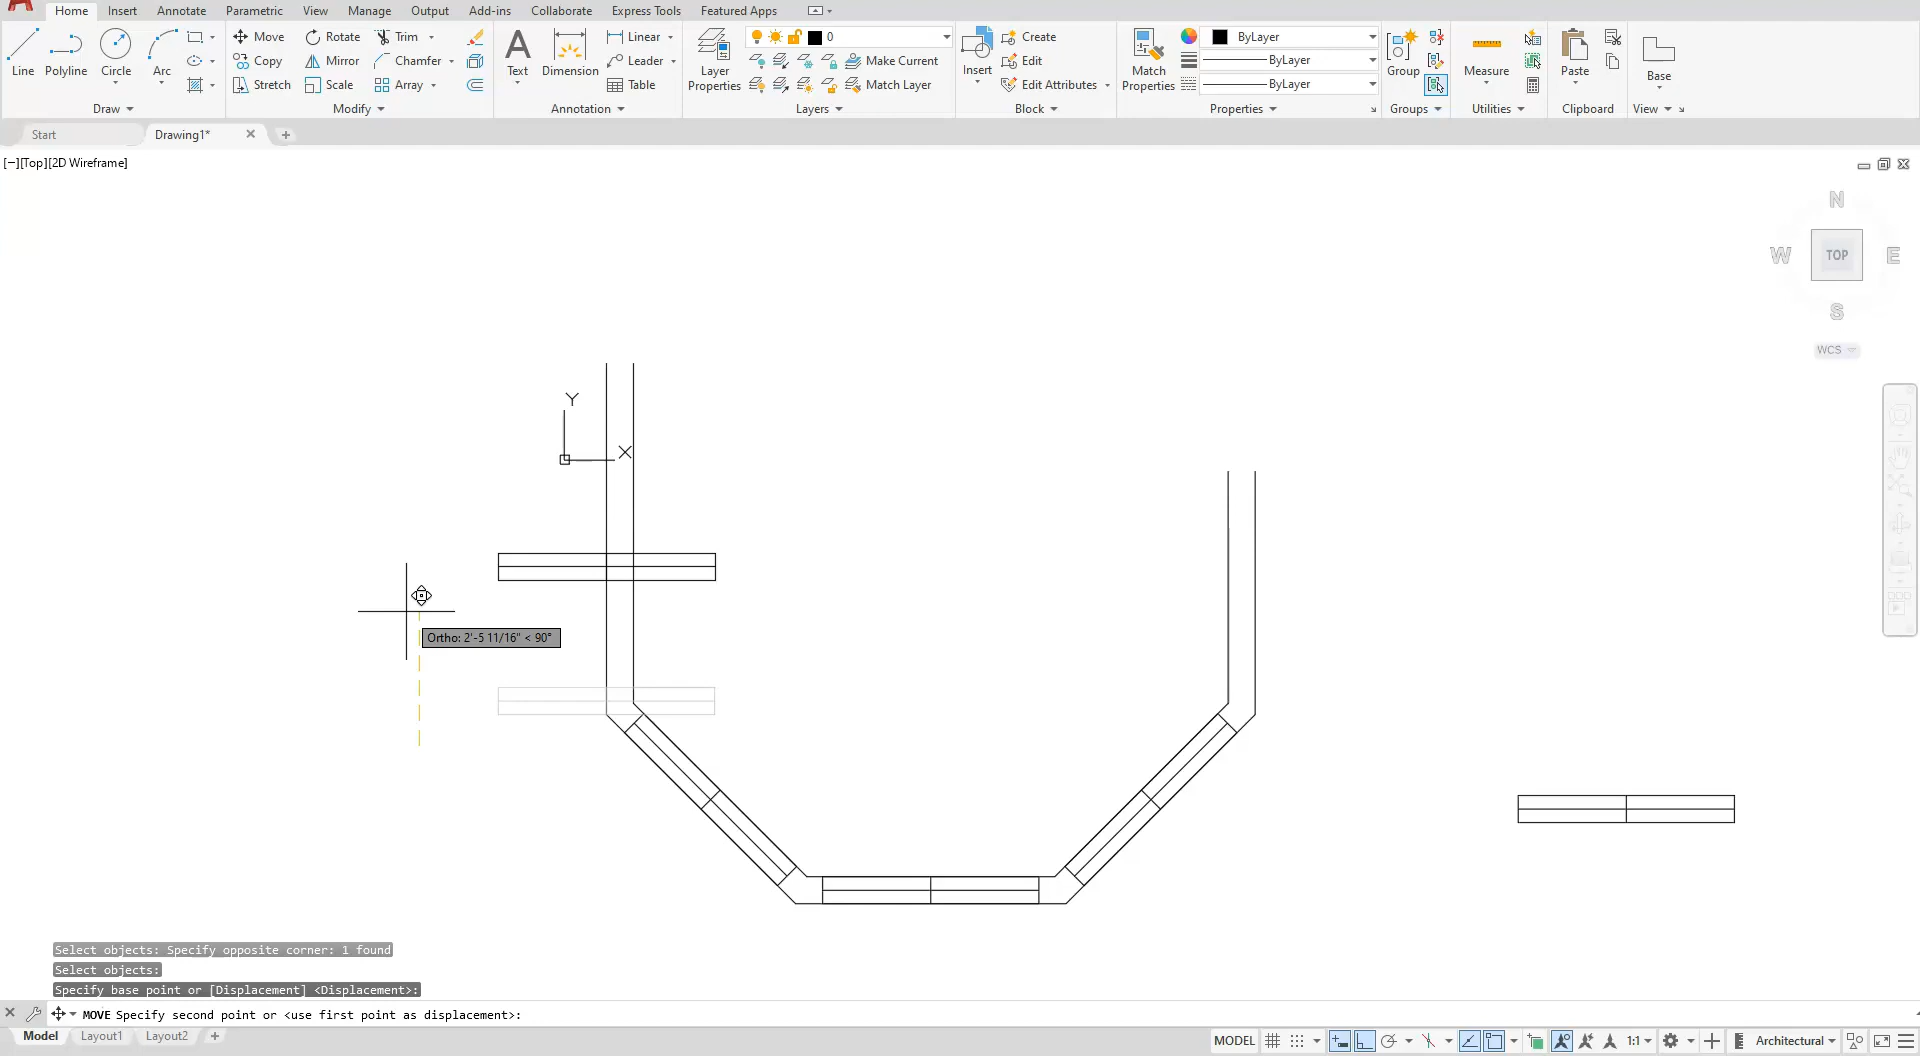 Home Insert Annotate Parametric View Manage Output Add-ins Collaborate Express Tools Featured Apps
Line Polyline Circle Arc
Draw
Move Rotate Trim
Copy Mirror Chamfer
Stretch Scale Array
Modify
Text Dimension
Linear
Leader
Table
Annotation
Layer Properties
0
Make Current
Match Layer
Layers
Insert
Create
Edit
Edit Attributes
Block
Match Properties
ByLayer
ByLayer
ByLayer
Properties
Group
Groups
Measure
Utilities
Paste
Clipboard
Base
View
Start Drawing1*
[−][Top][2D Wireframe]
N
W TOP E
S
WCS
Y
X
Ortho: 2'-5 11/16" < 90°
Select objects: Specify opposite corner: 1 found
Select objects:
Specify base point or [Displacement] <Displacement>:
MOVE Specify second point or <use first point as displacement>:
Model Layout1 Layout2
MODEL 1:1 Architectural